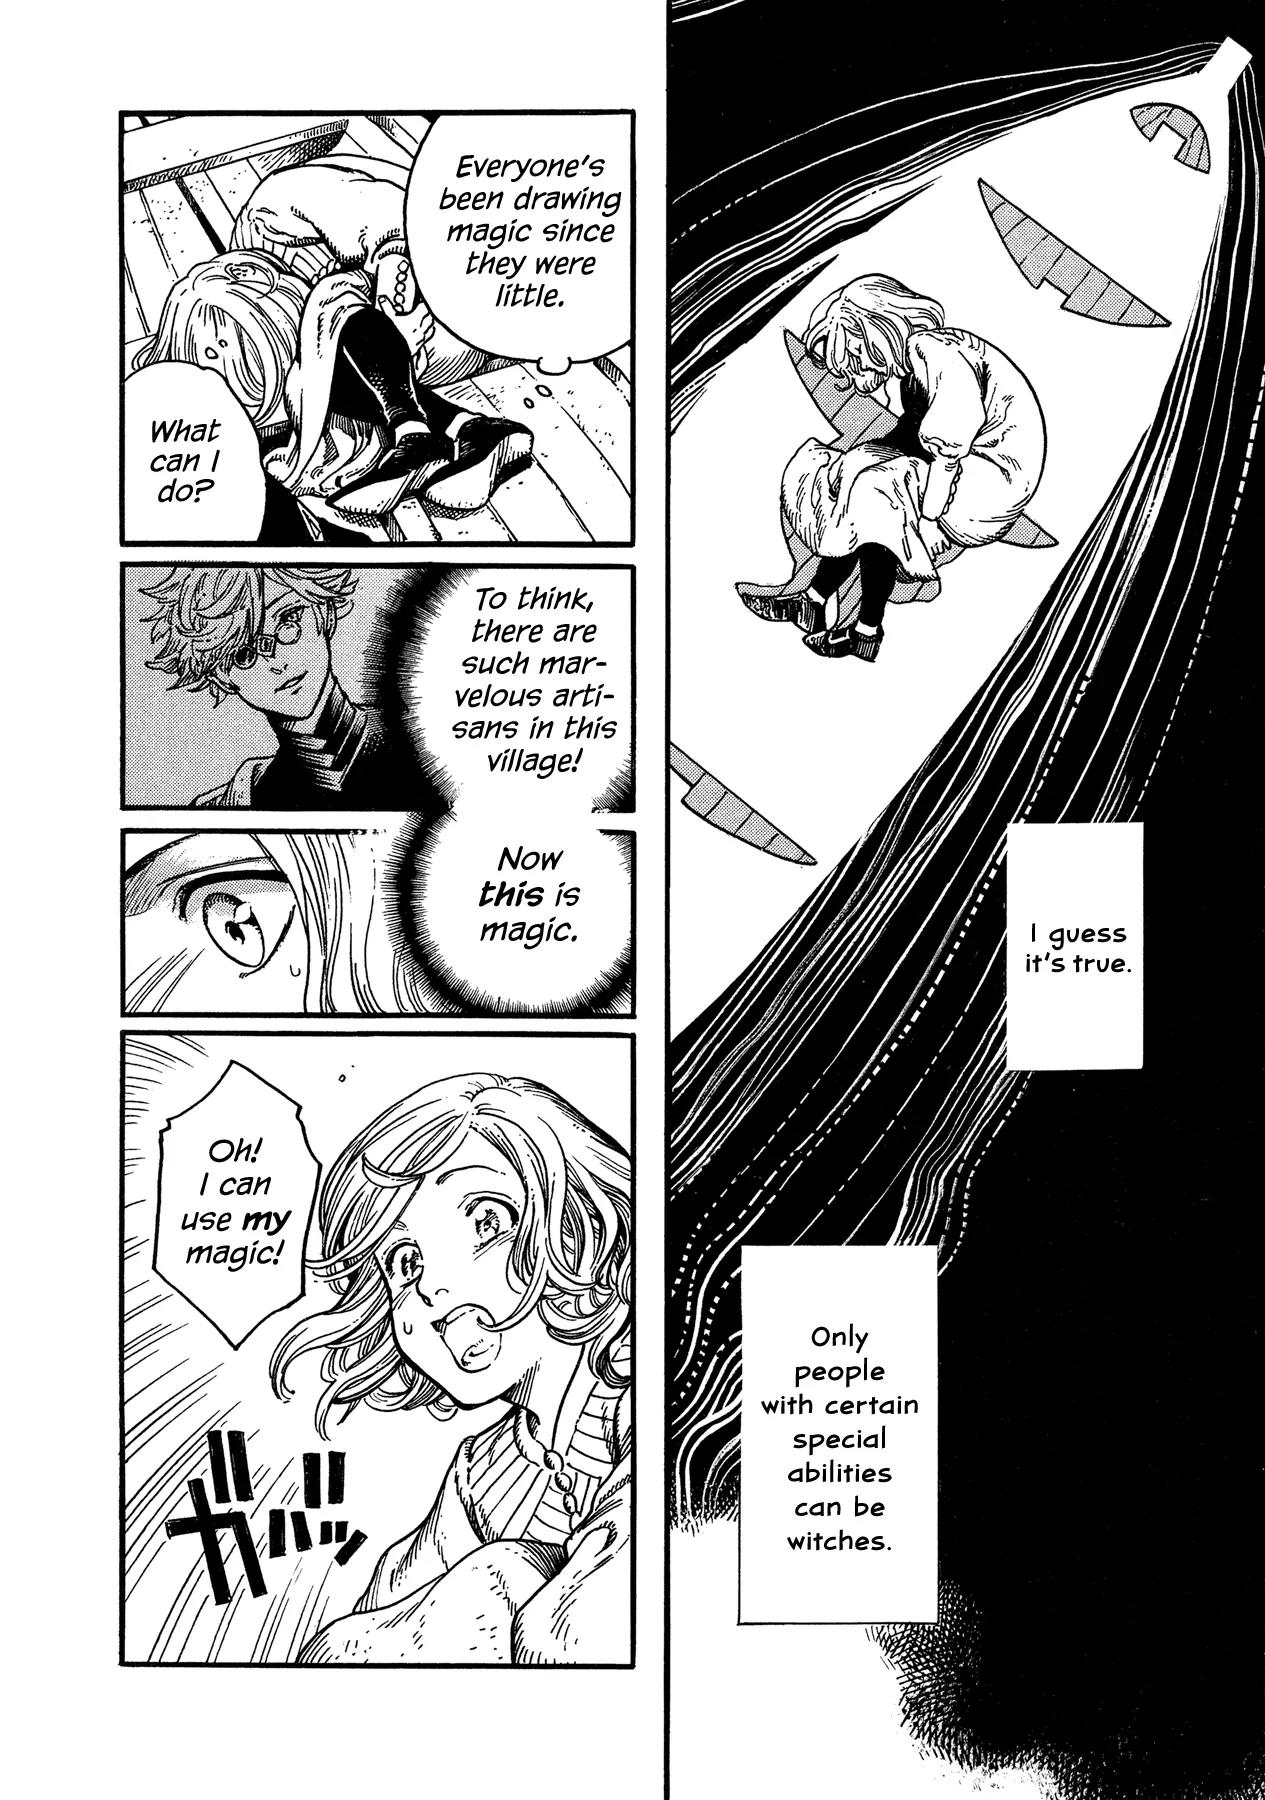 I guess
it's true.
Only
people
with certain
special
abilities
can be
witches.
Everyone's
been drawing
magic since
they were
little.
What
can I
do?
To think,
there are
such mar-
velous arti-
sans in this
village!
Now
this is
magic.
Oh!
I can
use my
magic!
ガバッ